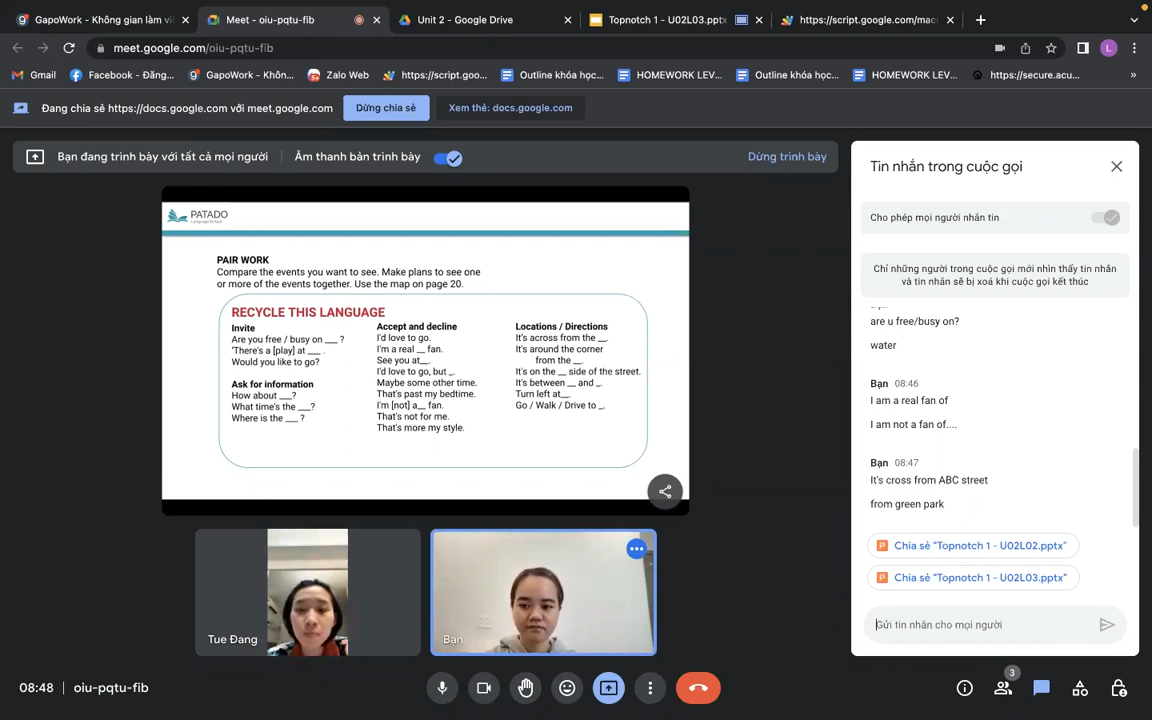 GapoWork - Không gian làm vi
Meet - oiu-pqtu-fib
Unit 2 - Google Drive
Topnotch 1 - U02L03.pptx
https://script.google.com/mac
meet.google.com/oiu-pqtu-fib
L
Gmail
Facebook - Đăng...
GapoWork - Khôn...
Zalo Web
https://script.goo...
Outline khóa học...
HOMEWORK LEV...
Outline khóa học...
HOMEWORK LEV...
https://secure.acu...
Đang chia sẻ https://docs.google.com với meet.google.com
Dừng chia sẻ
Xem thẻ: docs.google.com
Bạn đang trình bày với tất cả mọi người
Âm thanh bản trình bày
Dừng trình bày
PATADO
Language School
PAIR WORK
Compare the events you want to see. Make plans to see one
or more of the events together. Use the map on page 20.
RECYCLE THIS LANGUAGE
Invite
Are you free / busy on ___ ?
'There's a [play] at ___ .
Would you like to go?
Ask for information
How about ___?
What time's the ___?
Where is the ___ ?
Accept and decline
I'd love to go.
I'm a real __ fan.
See you at__.
I'd love to go, but _.
Maybe some other time.
That's past my bedtime.
I'm [not] a__ fan.
That's not for me.
That's more my style.
Locations / Directions
It's across from the __.
It's around the corner
from the __.
It's on the __ side of the street.
It's between __ and _.
Turn left at__.
Go / Walk / Drive to _.
Tue Đang
Bạn
08:48
oiu-pqtu-fib
3
Tin nhắn trong cuộc gọi
Cho phép mọi người nhắn tin
Chỉ những người trong cuộc gọi mới nhìn thấy tin nhắn
và tin nhắn sẽ bị xoá khi cuộc gọi kết thúc
are u free/busy on?
water
Bạn 08:46
I am a real fan of
I am not a fan of....
Bạn 08:47
It's cross from ABC street
from green park
Chia sẻ "Topnotch 1 - U02L02.pptx"
Chia sẻ "Topnotch 1 - U02L03.pptx"
Gửi tin nhắn cho mọi người